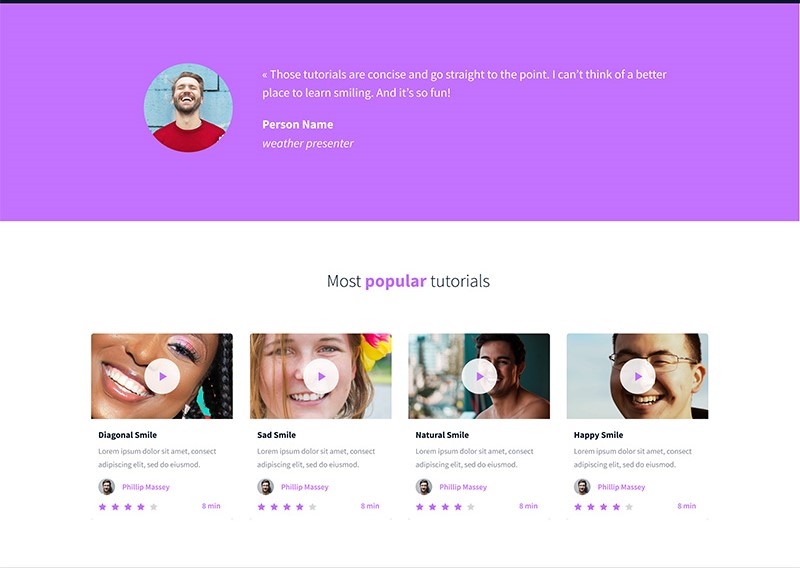 « Those tutorials are concise and go straight to the point. I can't think of a better
place to learn smiling. And it's so fun!
Person Name
weather presenter
Most popular tutorials
Diagonal Smile
Lorem ipsum dolor sit amet, consect
adipiscing elit, sed do eiusmod.
Phillip Massey
8 min
Sad Smile
Lorem ipsum dolor sit amet, consect
adipiscing elit, sed do eiusmod.
Phillip Massey
8 min
Natural Smile
Lorem ipsum dolor sit amet, consect
adipiscing elit, sed do eiusmod.
Phillip Massey
8 min
Happy Smile
Lorem ipsum dolor sit amet, consect
adipiscing elit, sed do eiusmod.
Phillip Massey
8 min